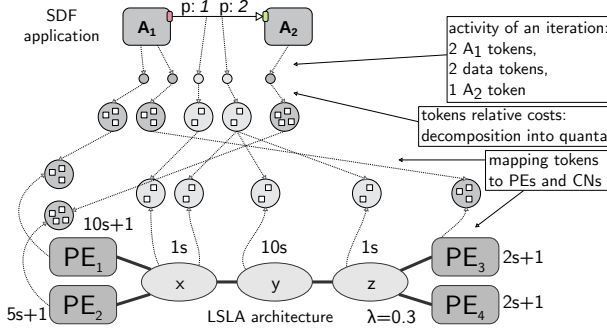 SDF
application
A1
p: 1
p: 2
A2
activity of an iteration:
2 A1 tokens,
2 data tokens,
1 A2 token
tokens relative costs:
decomposition into quanta
mapping tokens
to PEs and CNs
10s+1
PE1
1s
10s
1s
PE3
2s+1
x
y
z
5s+1
PE2
LSLA architecture
λ=0.3
PE4
2s+1